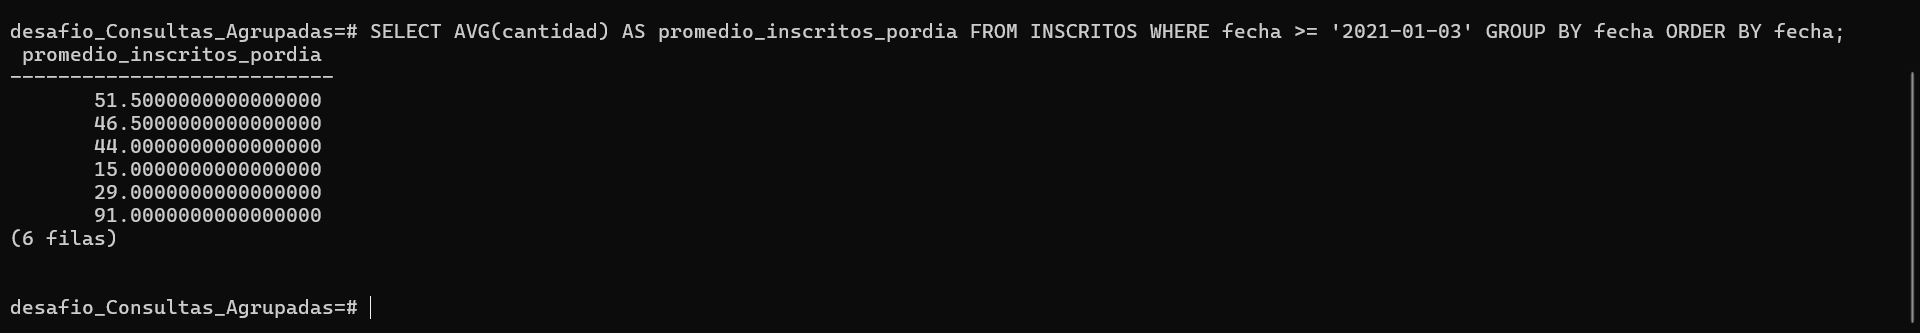 desafio_Consultas_Agrupadas=# SELECT AVG(cantidad) AS promedio_inscritos_pordia FROM INSCRITOS WHERE fecha >= '2021-01-03' GROUP BY fecha ORDER BY fecha;
 promedio_inscritos_pordia
---------------------------
       51.5000000000000000
       46.5000000000000000
       44.0000000000000000
       15.0000000000000000
       29.0000000000000000
       91.0000000000000000
(6 filas)
desafio_Consultas_Agrupadas=#